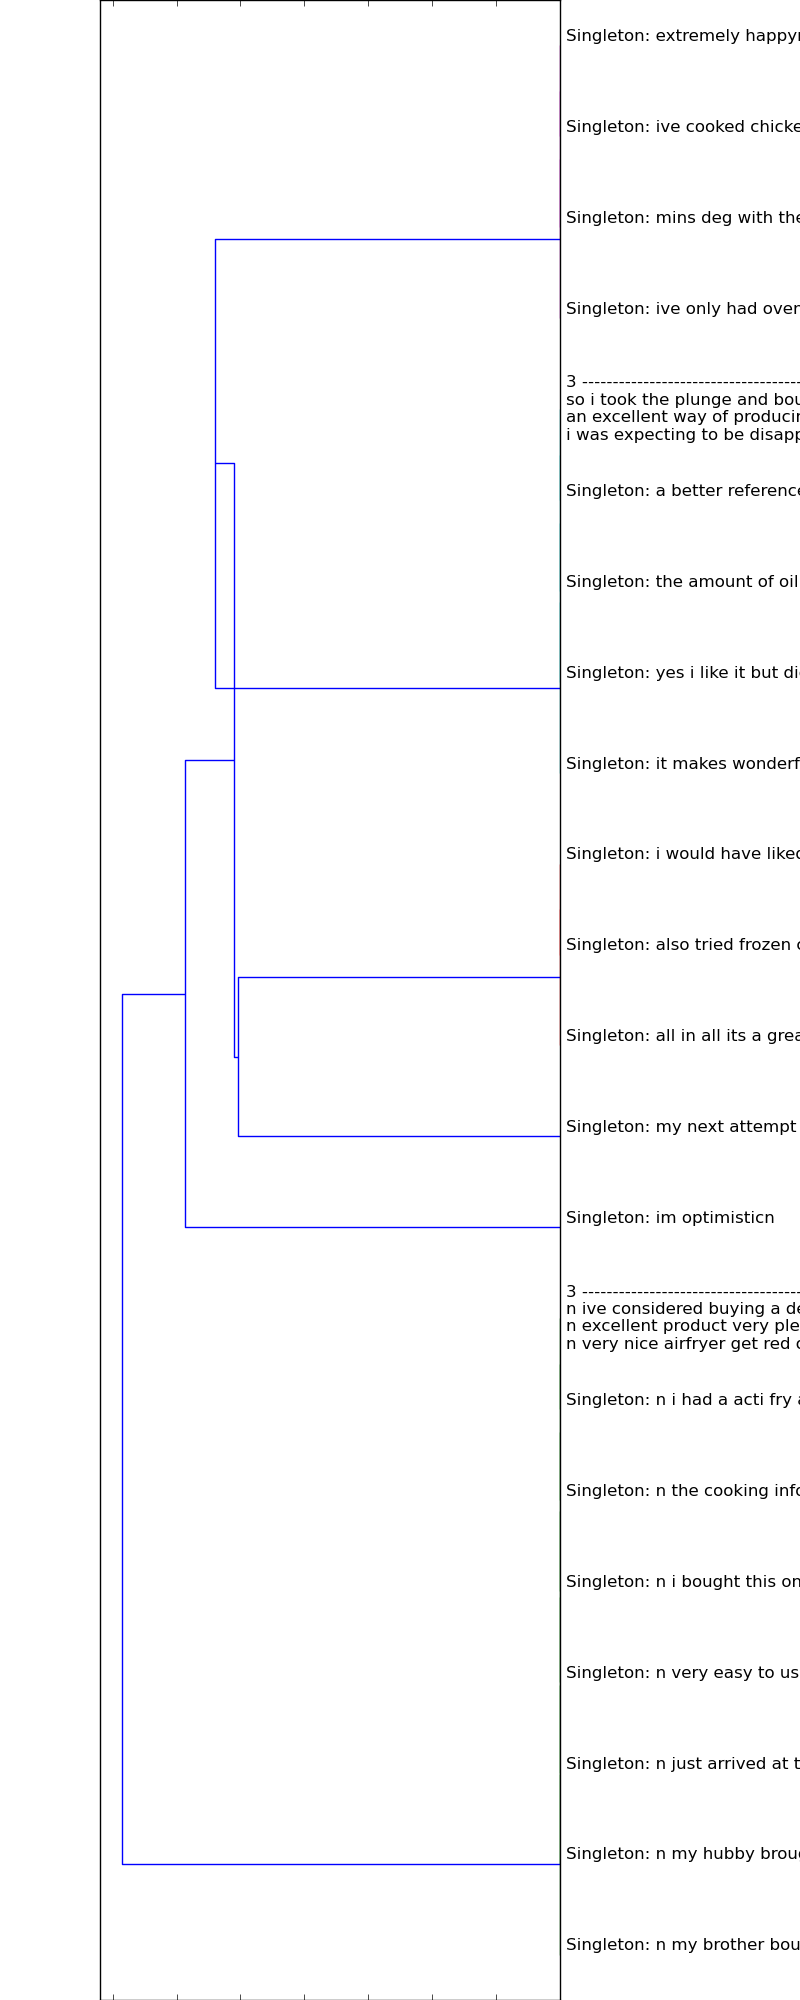 Singleton: extremely happyn
Singleton: ive cooked chicke
Singleton: mins deg with the
Singleton: ive only had over
3 ------------------------------------
so i took the plunge and bou
an excellent way of producin
i was expecting to be disapp
Singleton: a better reference
Singleton: the amount of oil
Singleton: yes i like it but di
Singleton: it makes wonderf
Singleton: i would have liked
Singleton: also tried frozen c
Singleton: all in all its a grea
Singleton: my next attempt
Singleton: im optimisticn
3 ------------------------------------
n ive considered buying a de
n excellent product very ple
n very nice airfryer get red o
Singleton: n i had a acti fry a
Singleton: n the cooking info
Singleton: n i bought this on
Singleton: n very easy to us
Singleton: n just arrived at t
Singleton: n my hubby broug
Singleton: n my brother bou